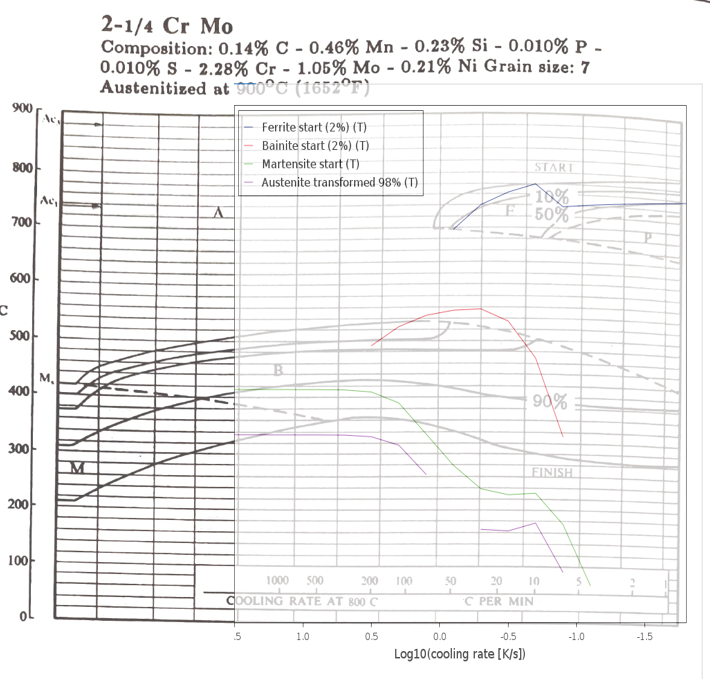 2-1/4 Cr Mo
Composition: 0.14% C - 0.46% Mn - 0.23% Si - 0.010% P -
0.010% S - 2.28% Cr - 1.05% Mo - 0.21% Ni Grain size: 7
Austenitized at 900°C (1652°F)
900
Ac₃
Ferrite start (2%) (T)
Bainite start (2%) (T)
Martensite start (T)
Austenite transformed 98% (T)
800
START
10%
Ac₁
A
F
50%
700
P
600
C
500
B
Mₛ
400
90%
300
M
FINISH
200
100
1000 500 200 100 50 20 10 5 2 1
COOLING RATE AT 800 C C PER MIN
0
.5 1.0 0.5 0.0 -0.5 -1.0 -1.5
Log10(cooling rate [K/s])